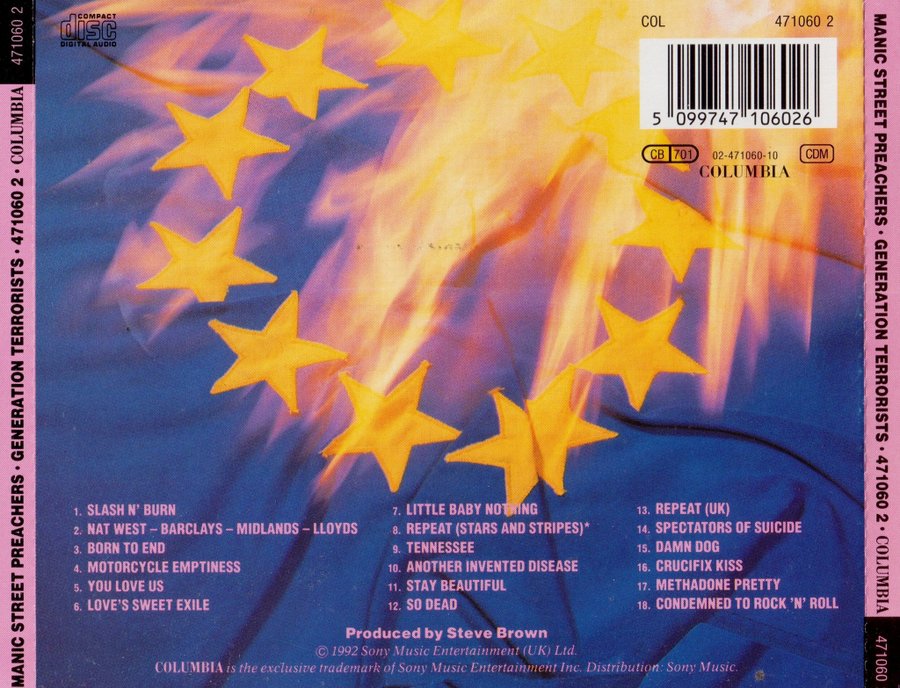 471060 2
MANIC STREET PREACHERS • GENERATION TERRORISTS • 471060 2 • COLUMBIA
COMPACT
disc
DIGITAL AUDIO
COL 471060 2
5 099747 106026
CB 701 02-471060-10 CDM
COLUMBIA
1. SLASH N' BURN
2. NAT WEST – BARCLAYS – MIDLANDS – LLOYDS
3. BORN TO END
4. MOTORCYCLE EMPTINESS
5. YOU LOVE US
6. LOVE'S SWEET EXILE
7. LITTLE BABY NOTHING
8. REPEAT (STARS AND STRIPES)*
9. TENNESSEE
10. ANOTHER INVENTED DISEASE
11. STAY BEAUTIFUL
12. SO DEAD
13. REPEAT (UK)
14. SPECTATORS OF SUICIDE
15. DAMN DOG
16. CRUCIFIX KISS
17. METHADONE PRETTY
18. CONDEMNED TO ROCK 'N' ROLL
Produced by Steve Brown
© 1992 Sony Music Entertainment (UK) Ltd.
COLUMBIA is the exclusive trademark of Sony Music Entertainment Inc. Distribution: Sony Music.
MANIC STREET PREACHERS • GENERATION TERRORISTS • 471060 2 • COLUMBIA
471060